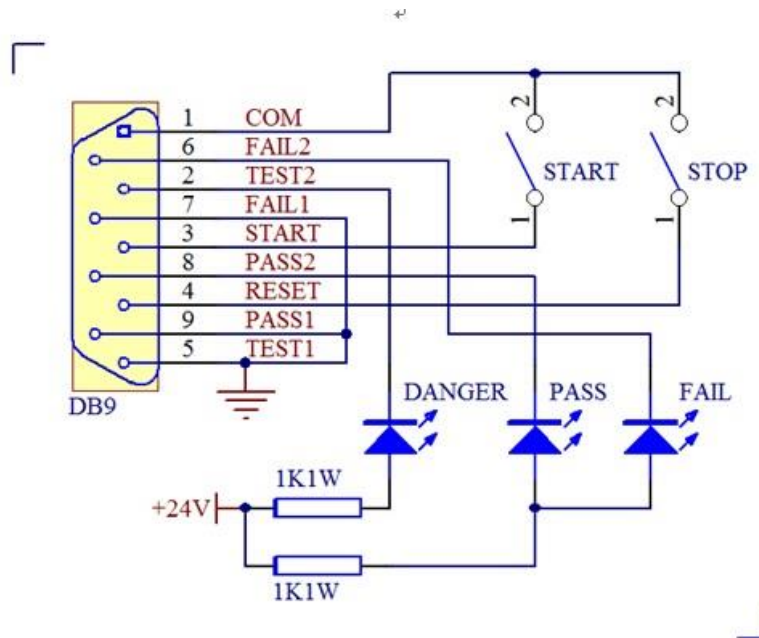 1 COM
6 FAIL2
2 TEST2
7 FAIL1
3 START
8 PASS2
4 RESET
9 PASS1
5 TEST1
DB9
2
START
1
2
STOP
1
DANGER
PASS
FAIL
1K1W
+24V
1K1W